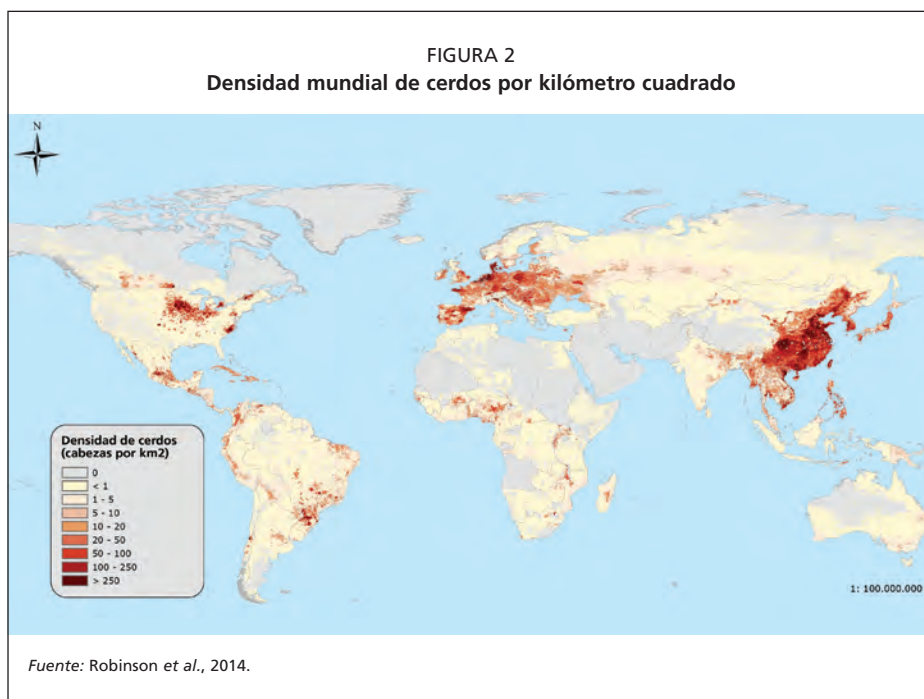 FIGURA 2
Densidad mundial de cerdos por kilómetro cuadrado
N
Densidad de cerdos
(cabezas por km2)
0
< 1
1 - 5
5 - 10
10 - 20
20 - 50
50 - 100
100 - 250
> 250
1: 100.000.000
Fuente: Robinson et al., 2014.